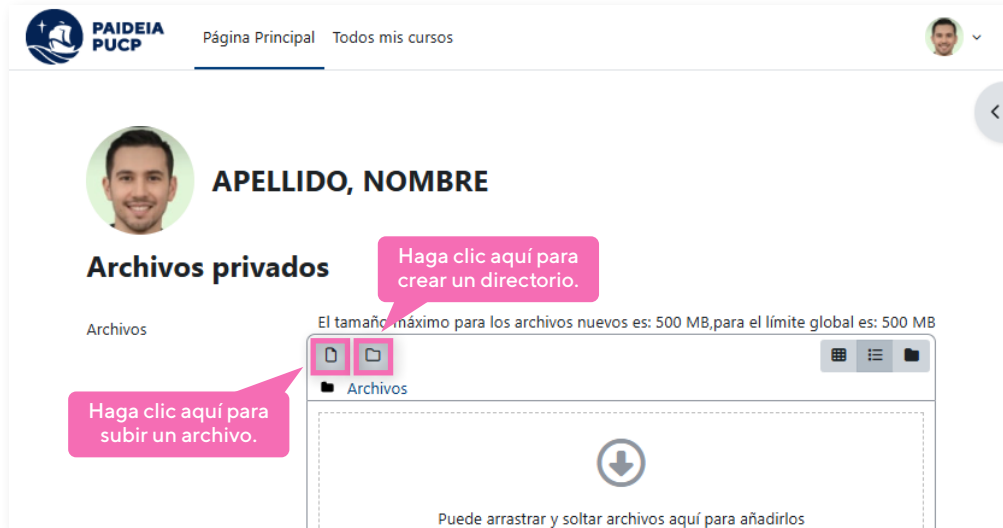 PAIDEIA
PUCP
Página Principal
Todos mis cursos
APELLIDO, NOMBRE
Archivos privados
Haga clic aquí para
crear un directorio.
Archivos
El tamaño máximo para los archivos nuevos es: 500 MB,para el límite global es: 500 MB
Archivos
Haga clic aquí para
subir un archivo.
Puede arrastrar y soltar archivos aquí para añadirlos